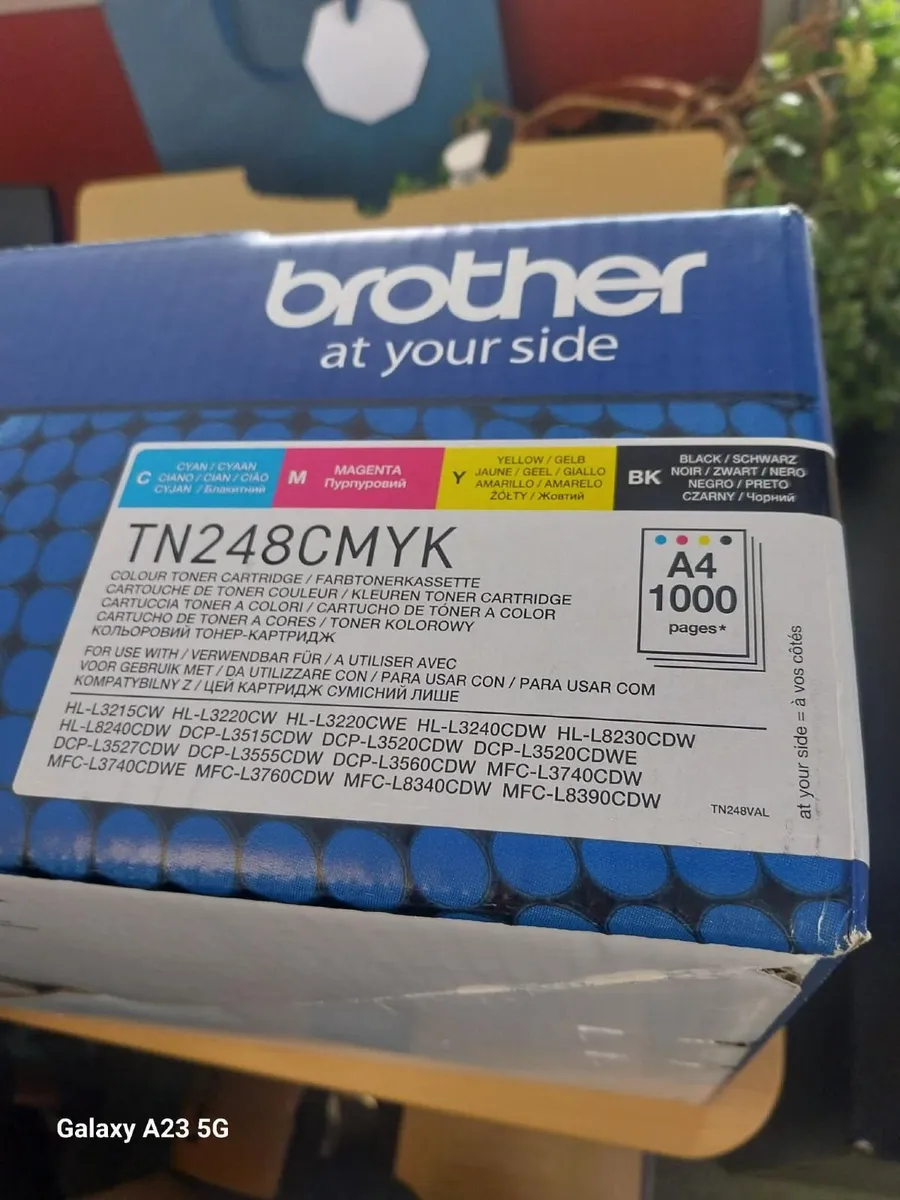 brother
at your side
C CYAN / CYAAN
CIANO / CIAN / CIÃO
CYJAN / Блакитний
M MAGENTA
Пурпуровий
Y YELLOW / GELB
JAUNE / GEEL / GIALLO
AMARILLO / AMARELO
ŻÓŁTY / Жовтий
BK BLACK / SCHWARZ
NOIR / ZWART / NERO
NEGRO / PRETO
CZARNY / Чорний
TN248CMYK
COLOUR TONER CARTRIDGE / FARBTONERKASSETTE
CARTOUCHE DE TONER COULEUR / KLEUREN TONER CARTRIDGE
CARTUCCIA TONER A COLORI / CARTUCHO DE TÓNER A COLOR
CARTUCHO DE TONER A CORES / TONER KOLOROWY
КОЛЬОРОВИЙ ТОНЕР-КАРТРИДЖ
A4
1000
pages*
FOR USE WITH / VERWENDBAR FÜR / A UTILISER AVEC
VOOR GEBRUIK MET / DA UTILIZZARE CON / PARA USAR CON / PARA USAR COM
KOMPATYBILNY Z / ЦЕЙ КАРТРИДЖ СУМІСНИЙ ЛИШЕ
HL-L3215CW HL-L3220CW HL-L3220CWE HL-L3240CDW HL-L8230CDW
HL-L8240CDW DCP-L3515CDW DCP-L3520CDW DCP-L3520CDWE
DCP-L3527CDW DCP-L3555CDW DCP-L3560CDW MFC-L3740CDW
MFC-L3740CDWE MFC-L3760CDW MFC-L8340CDW MFC-L8390CDW
TN248VAL
at your side = à vos côtés
Galaxy A23 5G